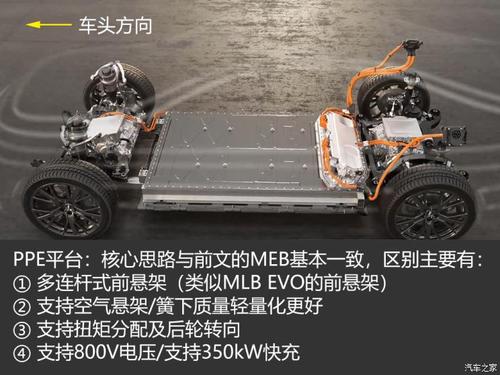 车头方向
PPE平台：核心思路与前文的MEB基本一致，区别主要有：
① 多连杆式前悬架（类似MLB EVO的前悬架）
② 支持空气悬架/簧下质量轻量化更好
③ 支持扭矩分配及后轮转向
④ 支持800V电压/支持350kW快充
汽车之家